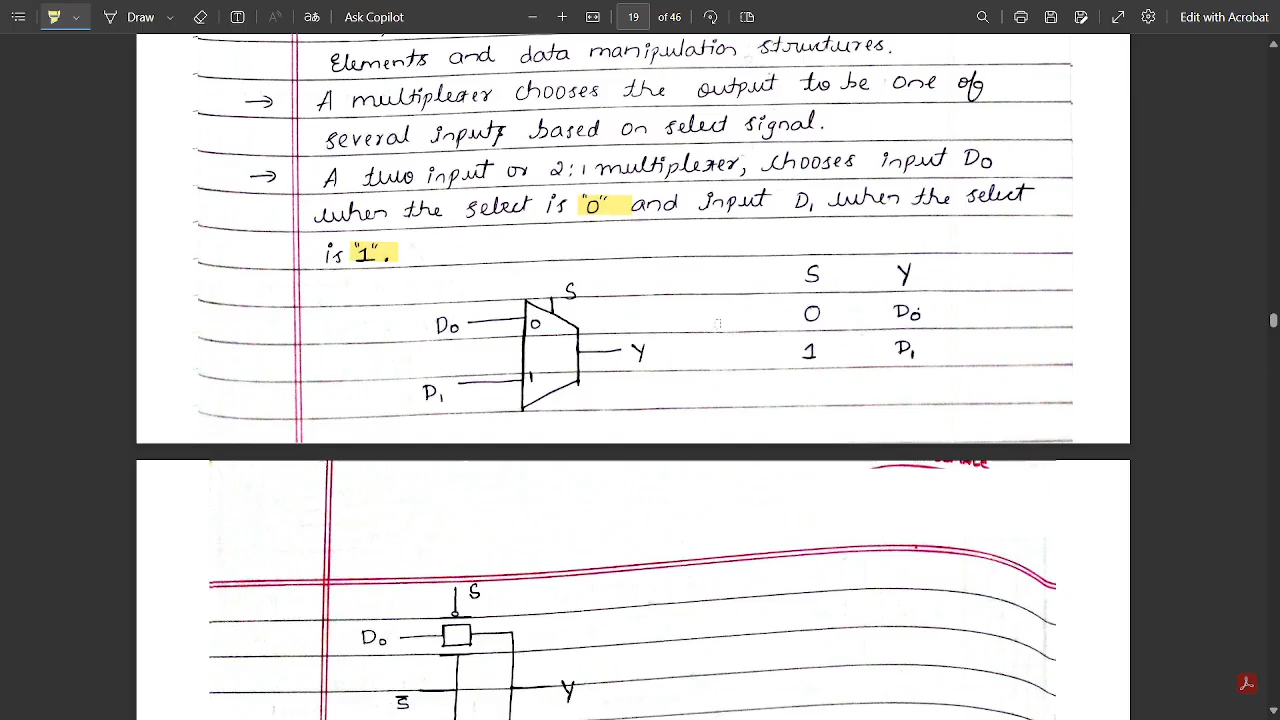 Draw
Ask Copilot
19 of 46
Edit with Acrobat
Elements and data manipulation structures.
→ A multiplexer chooses the output to be one of
several inputs based on select signal.
→ A two input or 2:1 multiplexer, chooses input D0
when the select is "0" and input D1 when the select
is "1".
S
D0
0
Y
D1
1
S Y
0 D0
1 D1
S
D0
S̅
Y